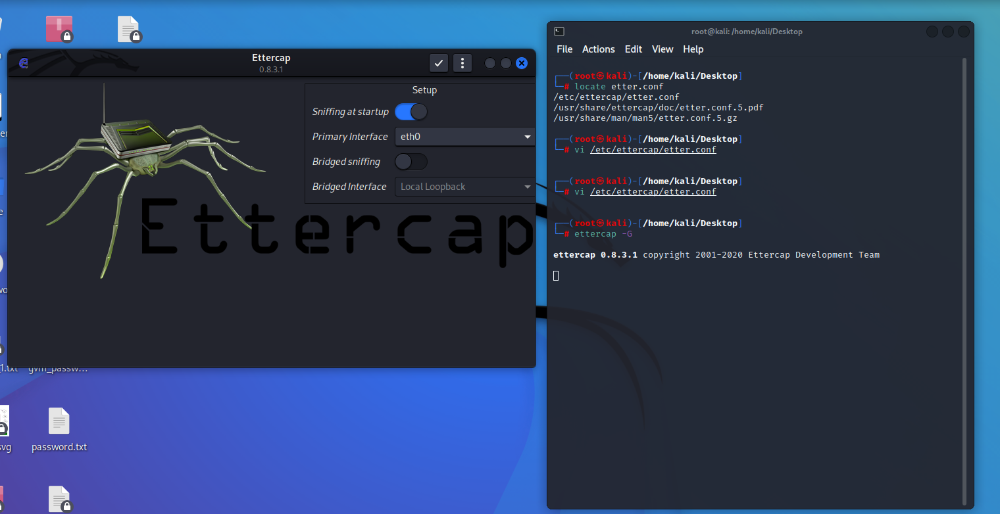 Ettercap
0.8.3.1
Setup
Sniffing at startup
Primary Interface eth0
Bridged sniffing
Bridged Interface Local Loopback
Ettercap
1.txt gvm_passw...
svg password.txt
root@kali: /home/kali/Desktop
File Actions Edit View Help
┌──(root㉿kali)-[/home/kali/Desktop]
└─# locate etter.conf
/etc/ettercap/etter.conf
/usr/share/ettercap/doc/etter.conf.5.pdf
/usr/share/man/man5/etter.conf.5.gz
┌──(root㉿kali)-[/home/kali/Desktop]
└─# vi /etc/ettercap/etter.conf
┌──(root㉿kali)-[/home/kali/Desktop]
└─# vi /etc/ettercap/etter.conf
┌──(root㉿kali)-[/home/kali/Desktop]
└─# ettercap -G
ettercap 0.8.3.1 copyright 2001-2020 Ettercap Development Team